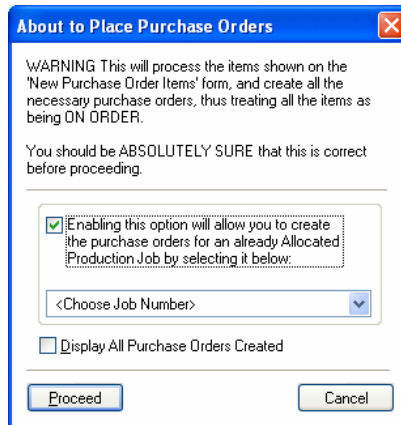 About to Place Purchase Orders
WARNING This will process the items shown on the
'New Purchase Order Items' form, and create all the
necessary purchase orders, thus treating all the items as
being ON ORDER.
You should be ABSOLUTELY SURE that this is correct
before proceeding.
Enabling this option will allow you to create
the purchase orders for an already Allocated
Production Job by selecting it below:
<Choose Job Number>
Display All Purchase Orders Created
Proceed
Cancel